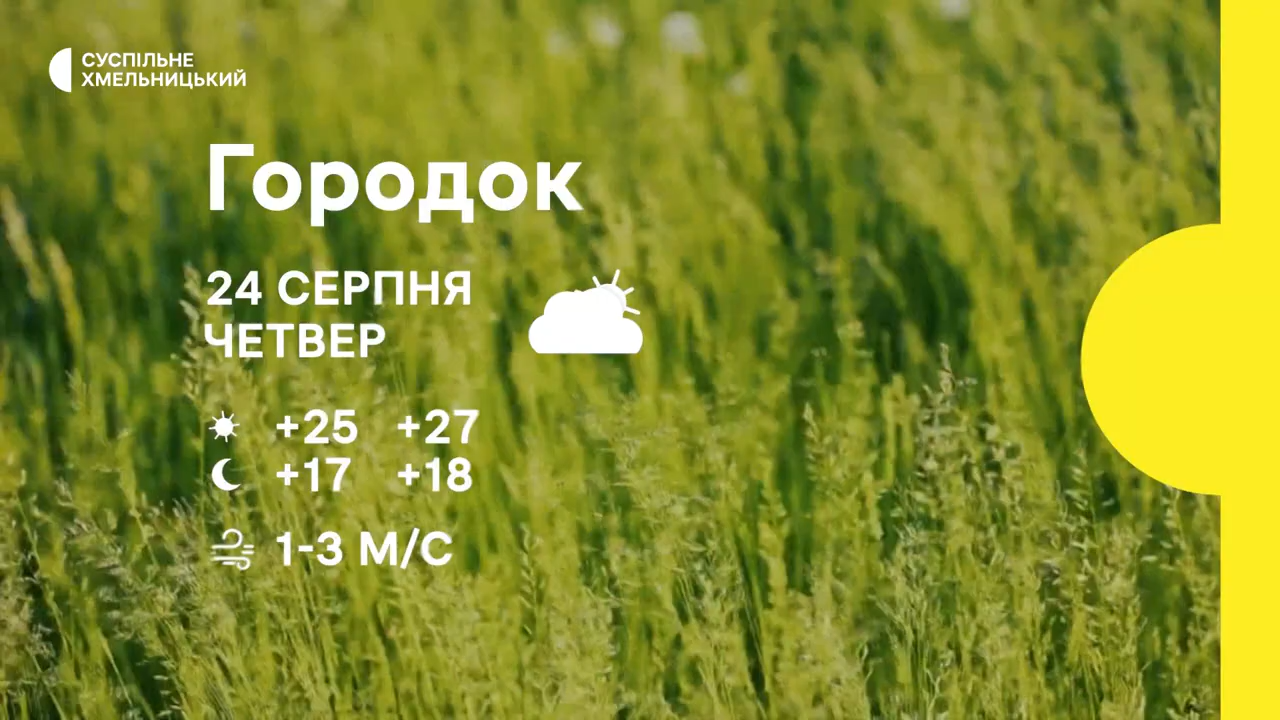 СУСПІЛЬНЕ
ХМЕЛЬНИЦЬКИЙ
Городок
24 СЕРПНЯ
ЧЕТВЕР
+25 +27
+17 +18
1-3 М/С